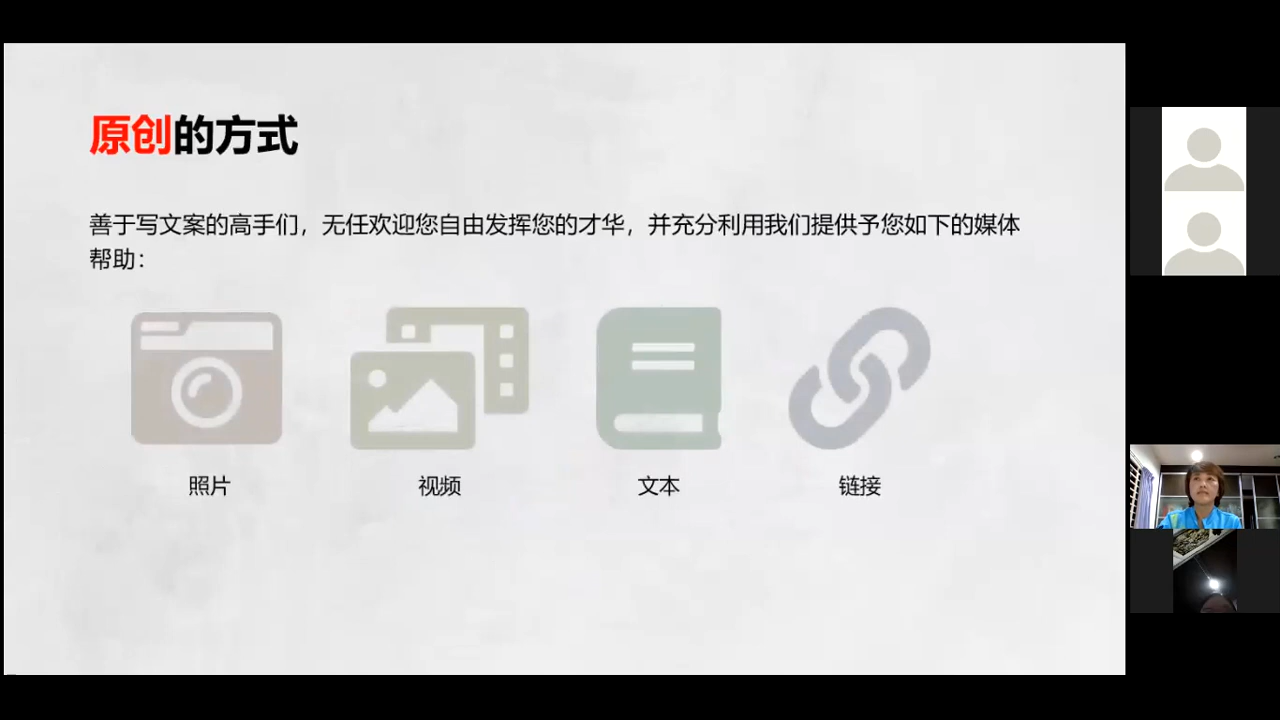 原创的方式
善于写文案的高手们，无任欢迎您自由发挥您的才华，并充分利用我们提供予您如下的媒体
帮助：
照片 视频 文本 链接